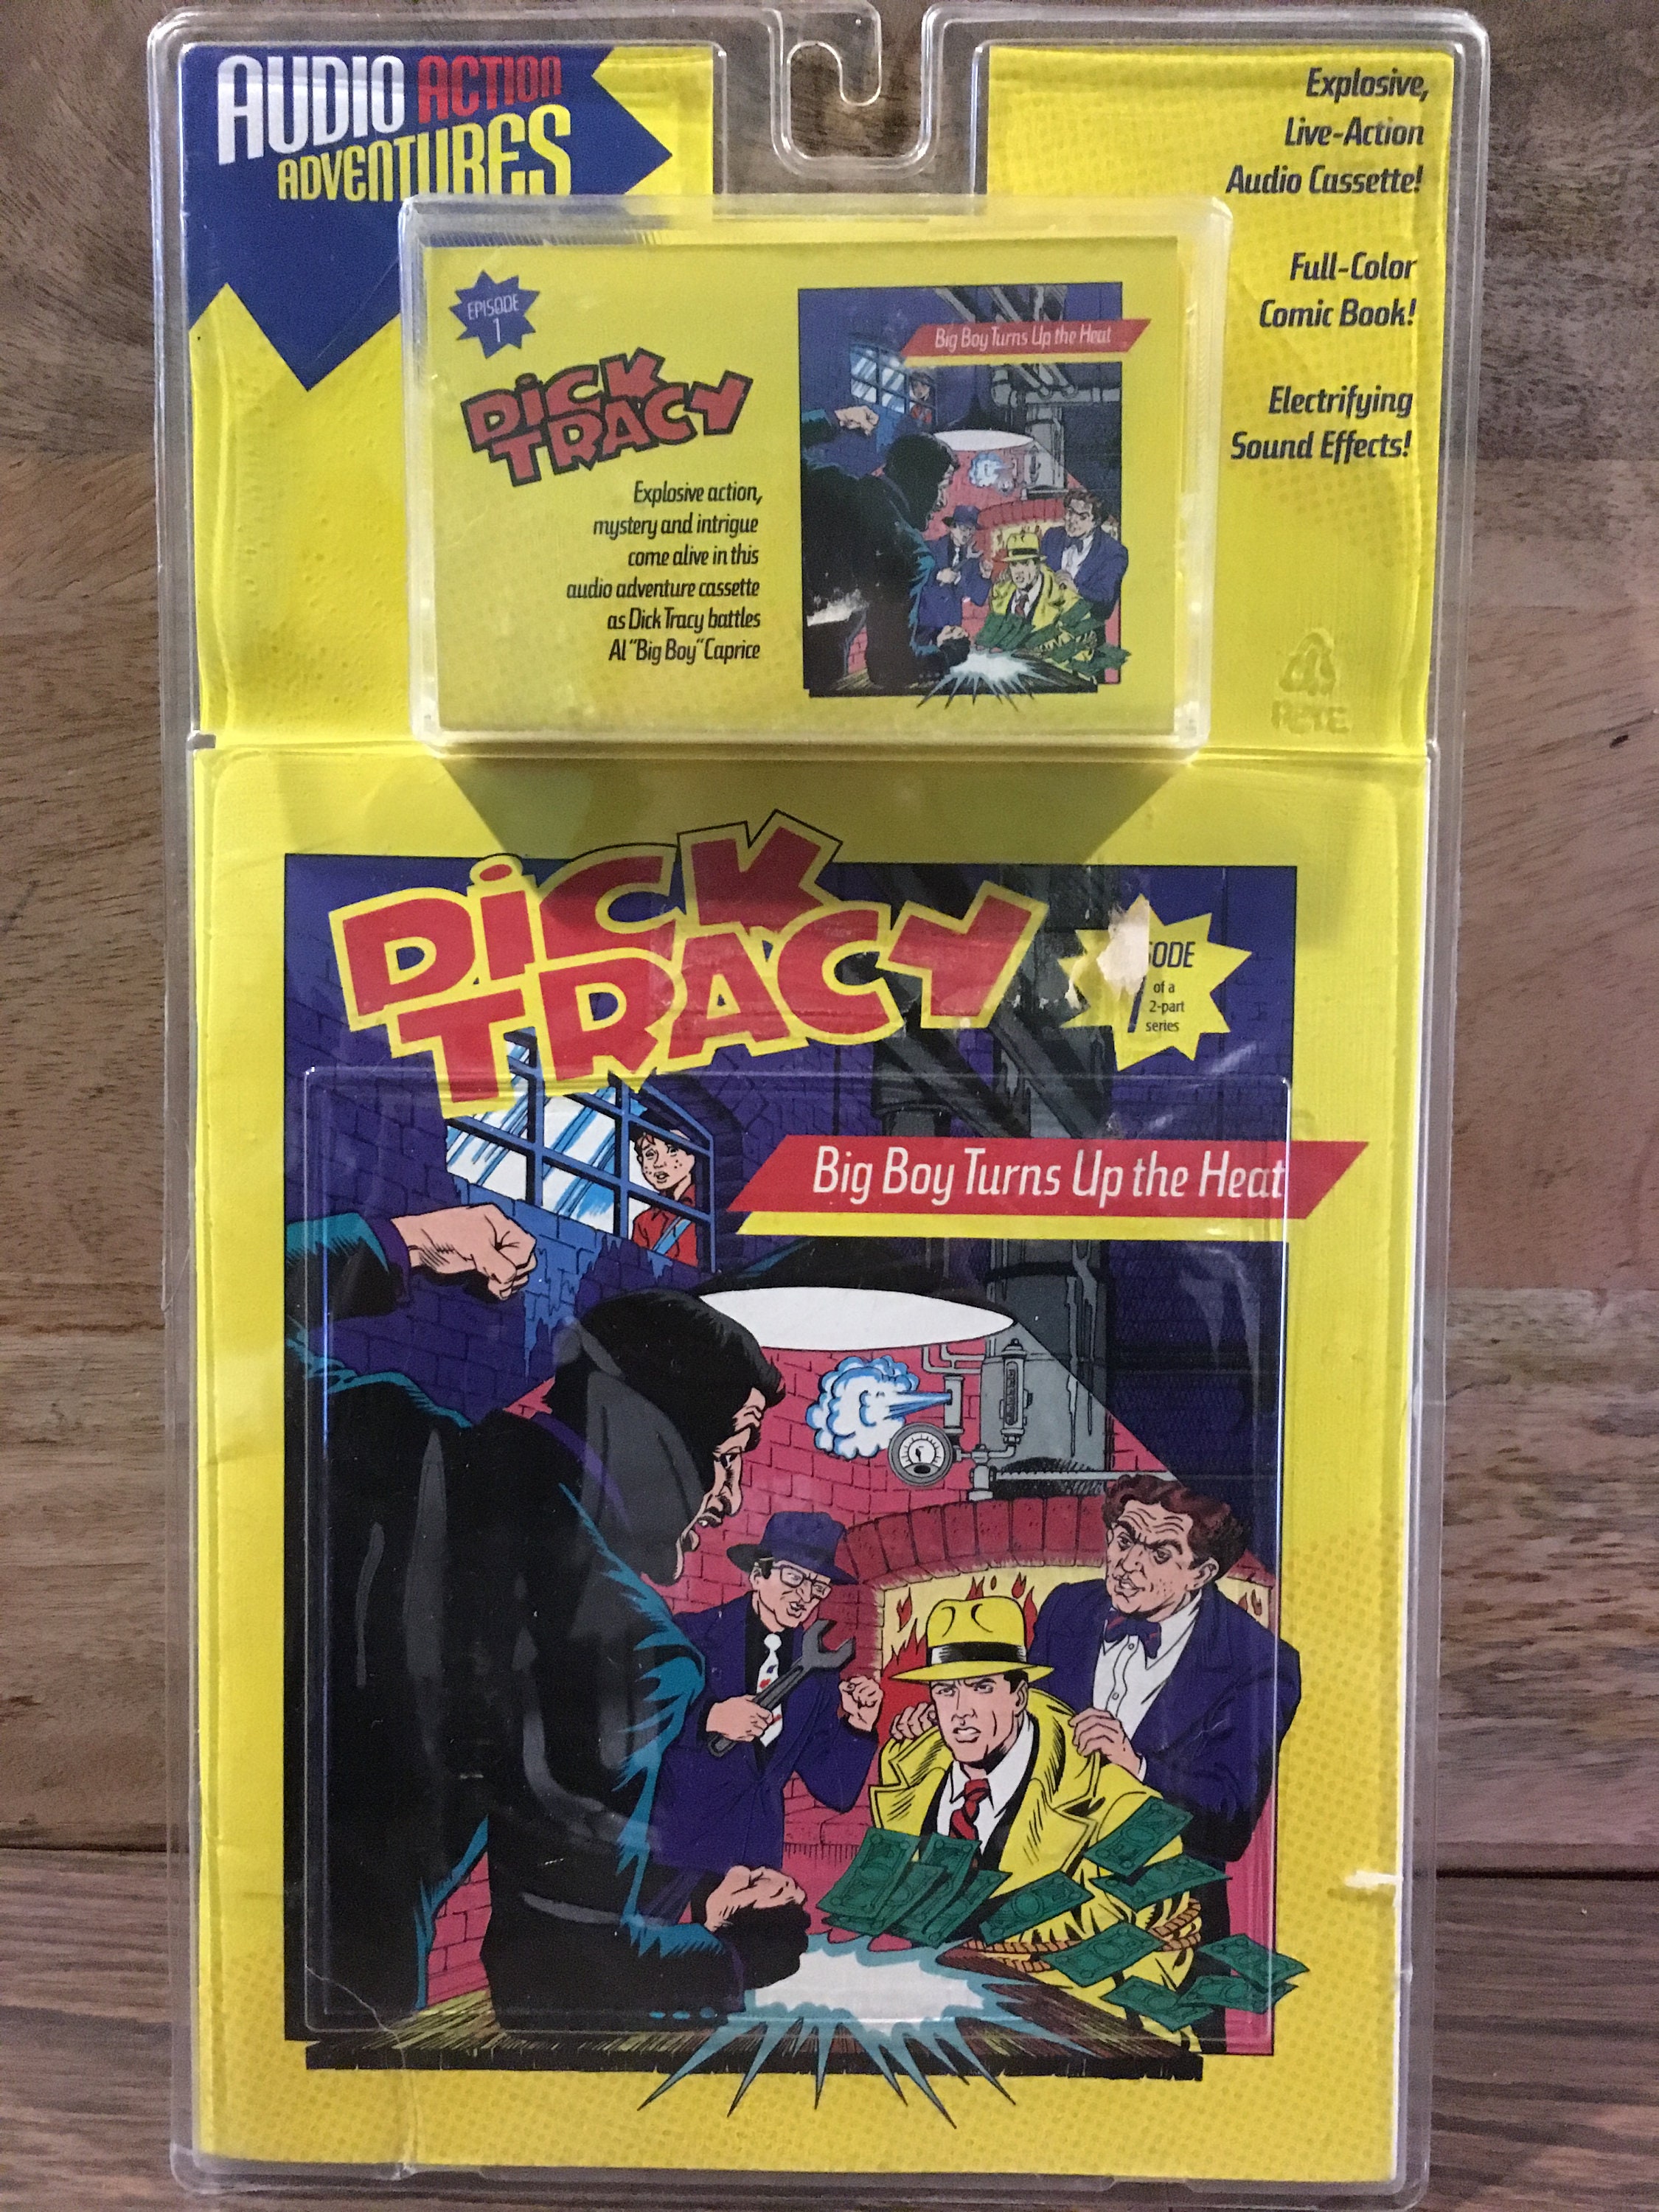 AUDIO ACTION
ADVENTURES
Explosive,
Live-Action
Audio Cassette!
Full-Color
Comic Book!
Electrifying
Sound Effects!
EPISODE
1
DiCK
TRACY
Big Boy Turns Up the Heat
Explosive action,
mystery and intrigue
come alive in this
audio adventure cassette
as Dick Tracy battles
Al "Big Boy" Caprice
PETE
DiCK
TRACY
SODE
1 of a
2-part
series
Big Boy Turns Up the Heat